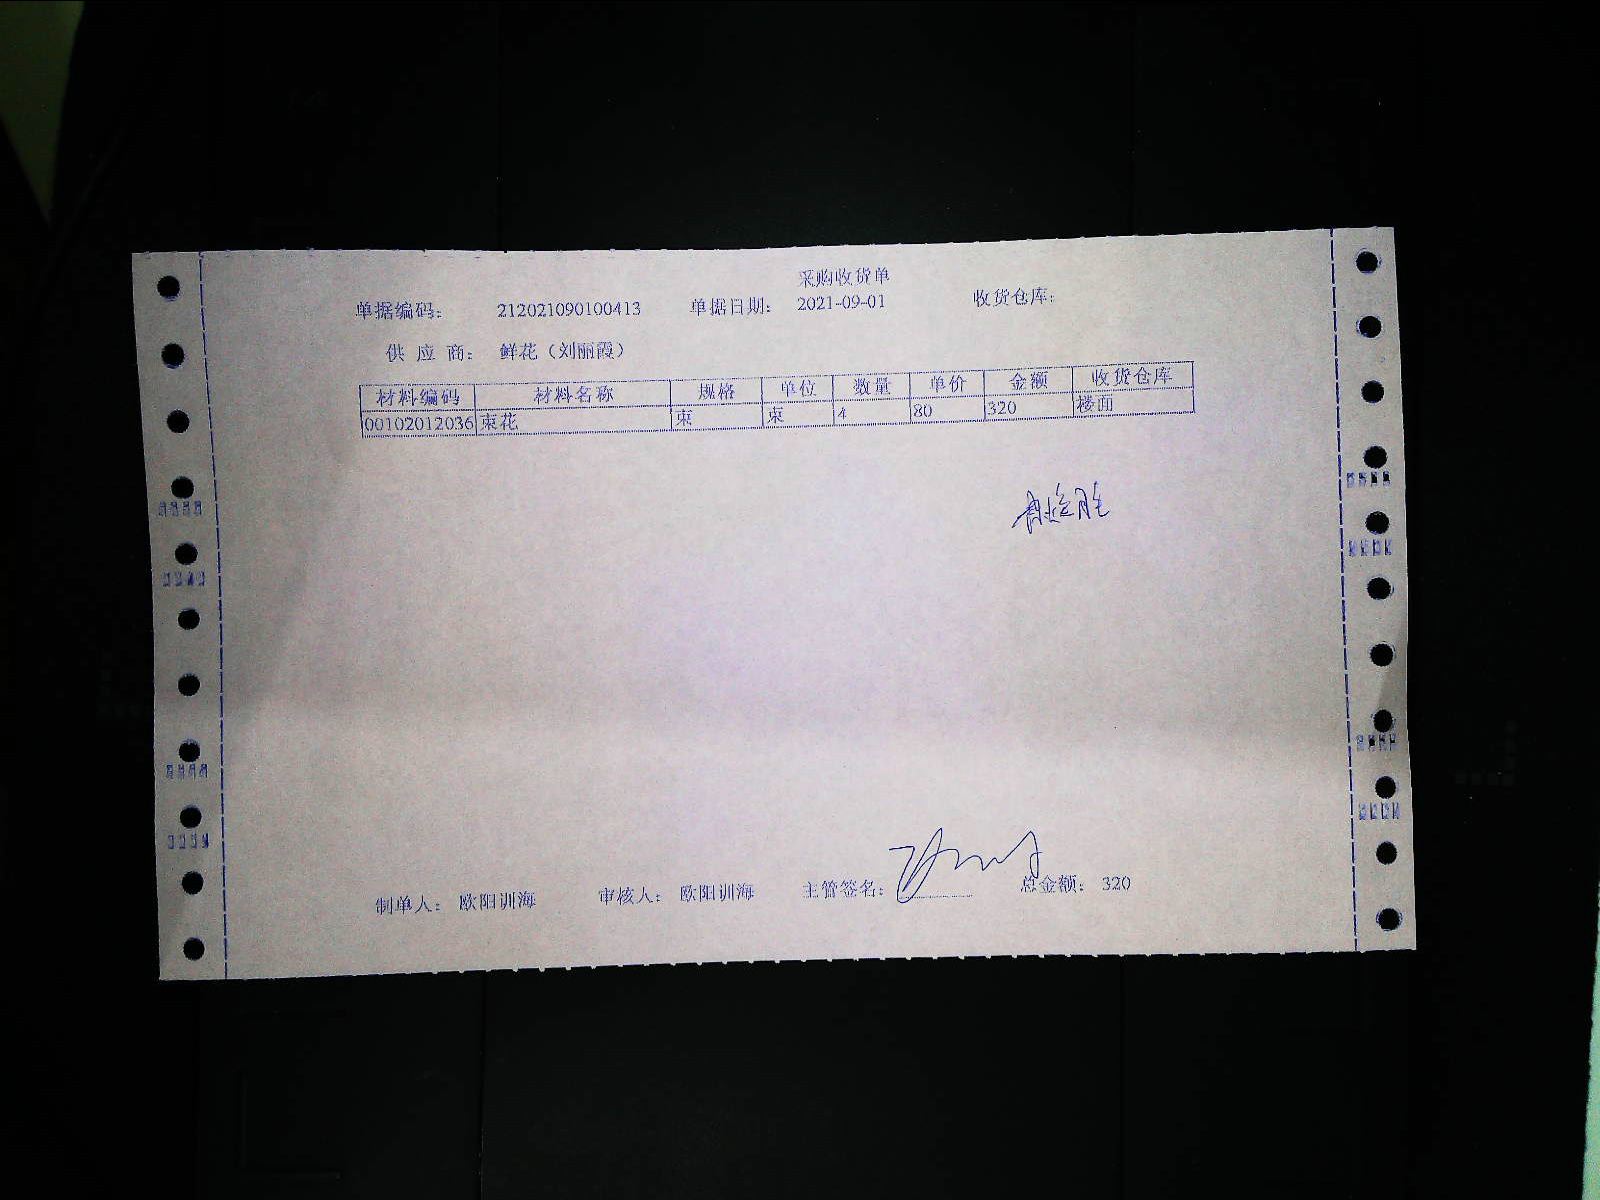 采购收货单
单据编码: 212021090100413 单据日期: 2021-09-01 收货仓库:
供 应 商: 鲜花（刘丽霞）
材料编码 材料名称 规格 单位 数量 单价 金额 收货仓库
00102012036 束花 束 束 4 80 320 楼面
制单人: 欧阳训海 审核人: 欧阳训海 主管签名: 总金额: 320